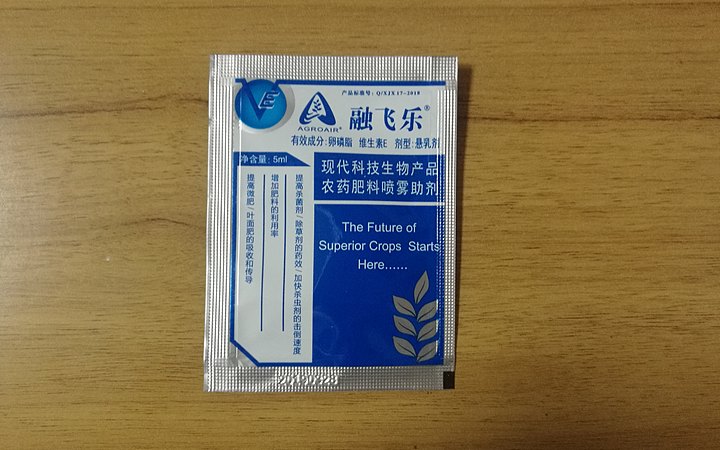 产品标准号：Q/XJX 17-2018
VE
AGROAIR®
融飞乐®
有效成分：卵磷脂 维生素E 剂型：悬乳剂
净含量：5ml
现代科技生物产品
农药肥料喷雾助剂
提高杀菌剂/除草剂的药效/加快杀虫剂的击倒速度
增加肥料的利用率
提高微肥/叶面肥的吸收和传导
The Future of
Superior Crops Starts
Here……